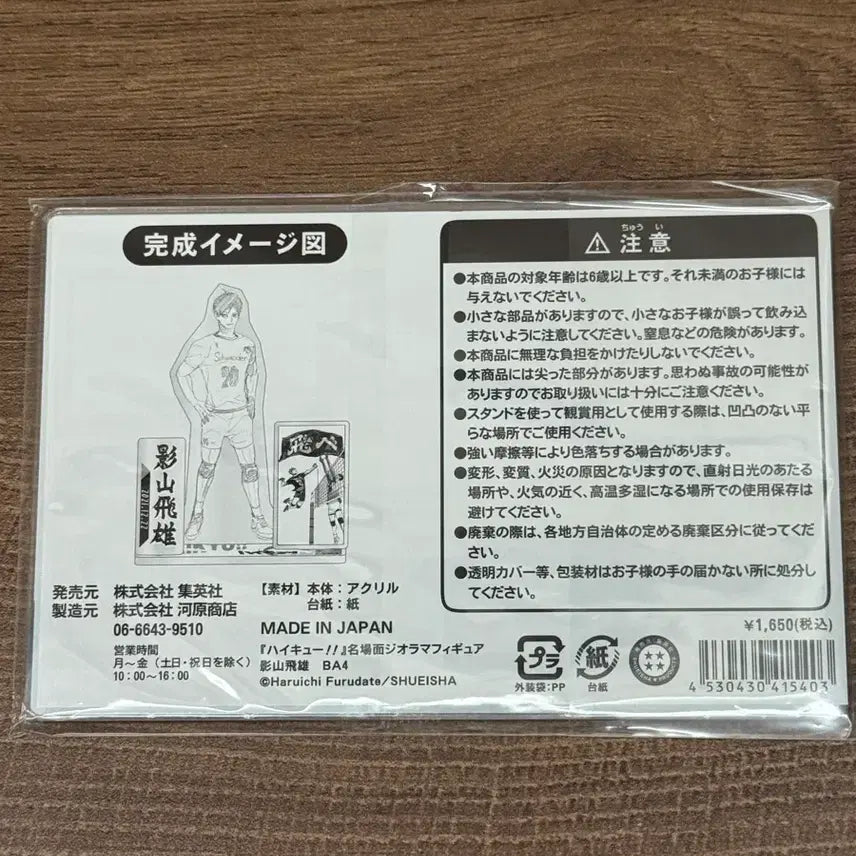 完成イメージ図
Schweiden
20
影山飛雄
飛べ
発売元 株式会社 集英社
製造元 株式会社 河原商店
06-6643-9510
営業時間
月～金（土日・祝日を除く）
10：00～16：00
【素材】本体：アクリル
台紙：紙
MADE IN JAPAN
『ハイキュー!!』名場面ジオラマフィギュア
影山飛雄 BA4
©Haruichi Furudate/SHUEISHA
ちゅう い
注意
●本商品の対象年齢は6歳以上です。それ未満のお子様には
与えないでください。
●小さな部品がありますので、小さなお子様が誤って飲み込
まないように注意してください。窒息などの危険があります。
●本商品に無理な負担をかけたりしないでください。
●本商品には尖った部分があります。思わぬ事故の可能性が
ありますのでお取り扱いには十分にご注意ください。
●スタンドを使って観賞用として使用する際は、凹凸のない平
らな場所でご使用ください。
●強い摩擦等により色落ちする場合があります。
●変形、変質、火災の原因となりますので、直射日光のあたる
場所や、火気の近く、高温多湿になる場所での使用保存は
避けてください。
●廃棄の際は、各地方自治体の定める廃棄区分に従ってくだ
さい。
●透明カバー等、包装材はお子様の手の届かない所に処分し
てください。
¥1,650(税込)
プラ
外装袋：PP
紙
台紙
4 530430 415403